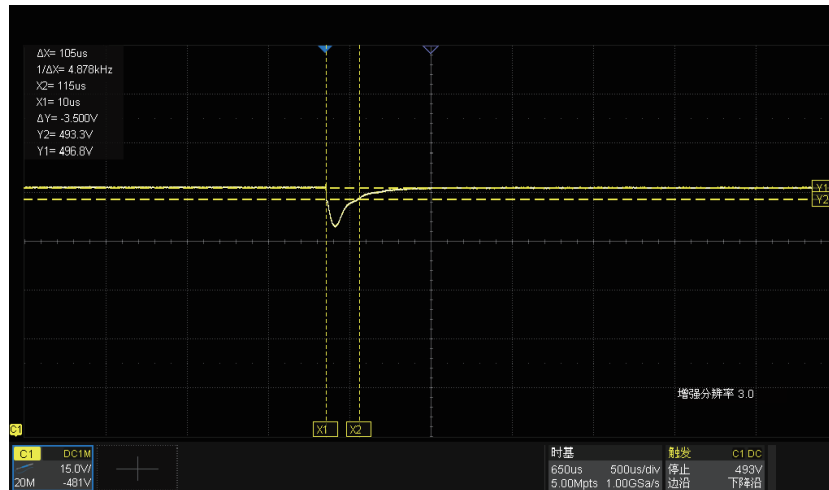 ΔX= 105us
1/ΔX= 4.878kHz
X2= 115us
X1= 10us
ΔY= -3.500V
Y2= 493.3V
Y1= 496.8V
Y1
Y2
增强分辨率 3.0
C1
X1
X2
C1 DC1M
15.0V/
20M -481V
时基
650us 500us/div
5.00Mpts 1.00GSa/s
触发 C1 DC
停止 493V
边沿 下降沿